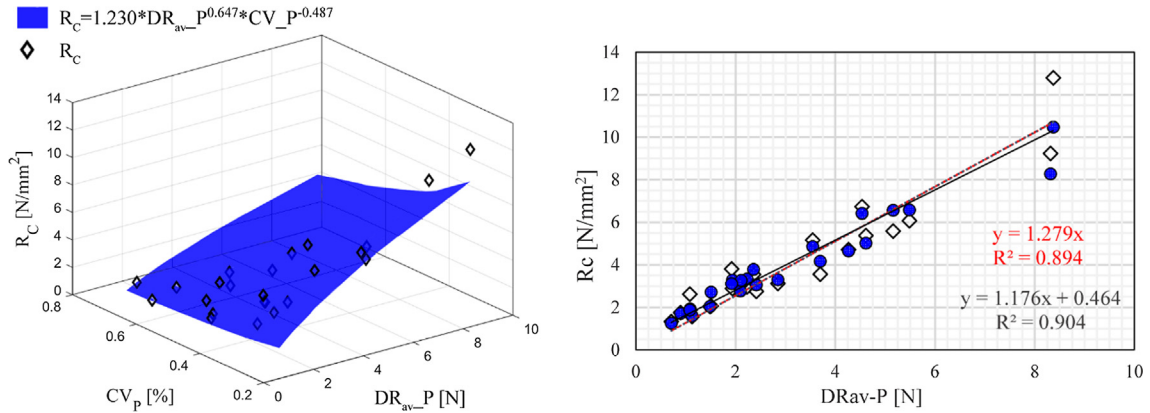 R_C=1.230*DR_av_P^0.647*CV_P^-0.487
R_C
14
12
10
8
6
4
2
0
R_C [N/mm^2]
0.8
0.6
0.4
0.2
CV_P [%]
0
2
4
6
8
10
DR_av_P [N]
14
12
10
8
6
4
2
0
Rc [N/mm^2]
y = 1.279x
R² = 0.894
y = 1.176x + 0.464
R² = 0.904
0
2
4
6
8
10
DRav-P [N]